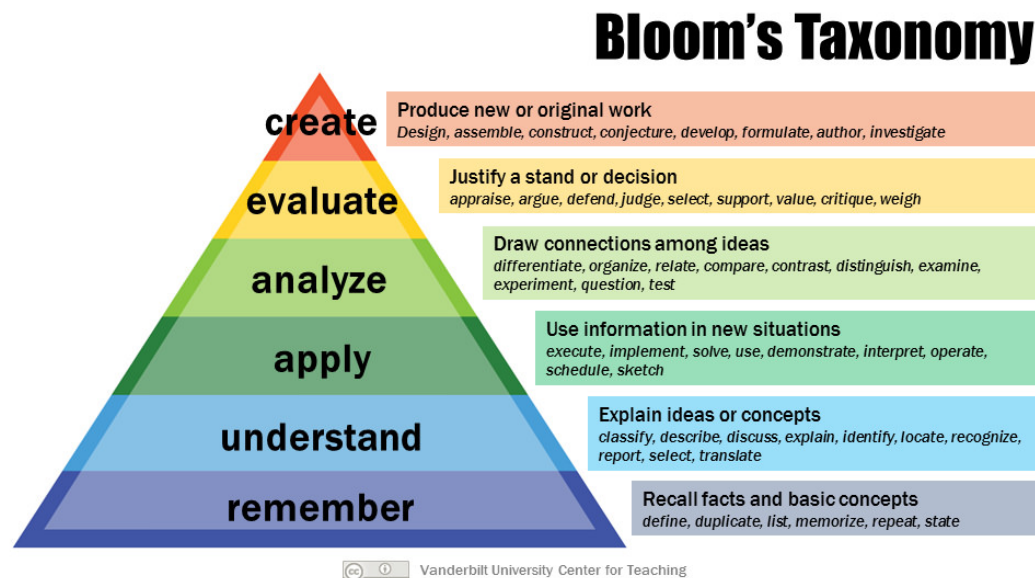 Bloom's Taxonomy
create
Produce new or original work
Design, assemble, construct, conjecture, develop, formulate, author, investigate
evaluate
Justify a stand or decision
appraise, argue, defend, judge, select, support, value, critique, weigh
analyze
Draw connections among ideas
differentiate, organize, relate, compare, contrast, distinguish, examine,
experiment, question, test
apply
Use information in new situations
execute, implement, solve, use, demonstrate, interpret, operate,
schedule, sketch
understand
Explain ideas or concepts
classify, describe, discuss, explain, identify, locate, recognize,
report, select, translate
remember
Recall facts and basic concepts
define, duplicate, list, memorize, repeat, state
cc Vanderbilt University Center for Teaching